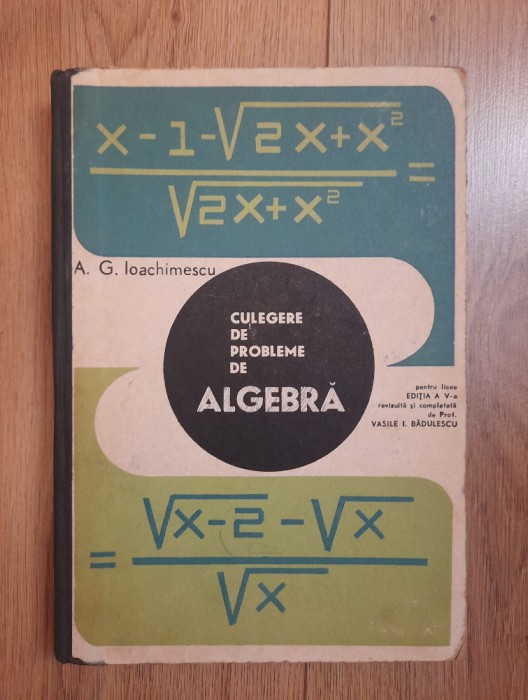 x-1-√2x+x² =
√2x+x²
A. G. Ioachimescu
CULEGERE
DE
PROBLEME
DE
ALGEBRĂ
pentru licee
EDIȚIA A V-a
revizuită și completată
de Prof.
VASILE I. BĂDULESCU
= √x-2-√x
√x